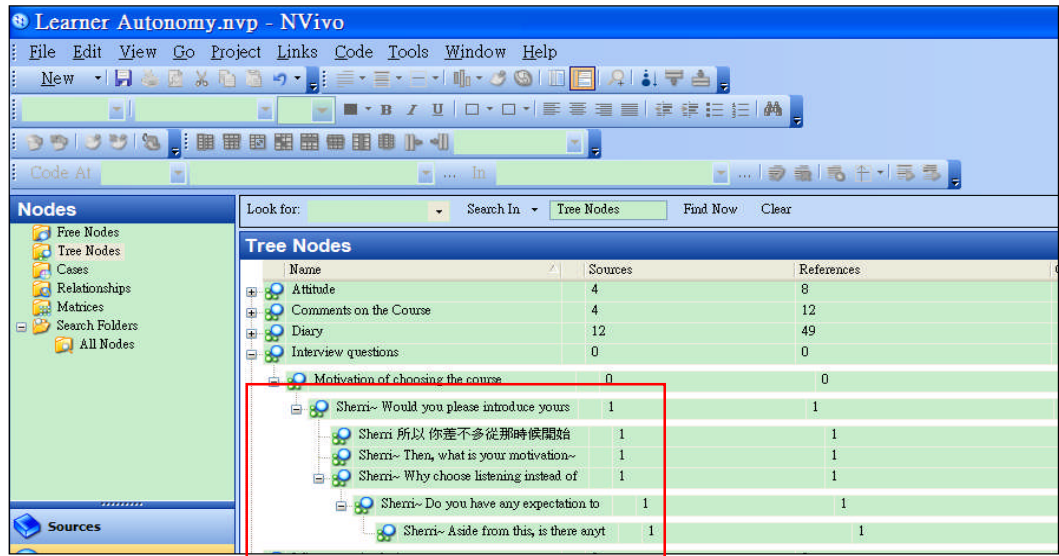 Learner Autonomy.nvp - NVivo
File Edit View Go Project Links Code Tools Window Help
New
B I U
Code At ... In ...
Nodes
Free Nodes
Tree Nodes
Cases
Relationships
Matrices
Search Folders
All Nodes
Sources
Look for: Search In Tree Nodes Find Now Clear
Tree Nodes
Name Sources References
Attitude 4 8
Comments on the Course 4 12
Diary 12 49
Interview questions 0 0
Motivation of choosing the course 0 0
Sherri~ Would you please introduce yours 1 1
Sherri 所以 你差不多從那時候開始 1 1
Sherri~ Then, what is your motivation~ 1 1
Sherri~ Why choose listening instead of 1 1
Sherri~ Do you have any expectation to 1 1
Sherri~ Aside from this, is there anyt 1 1